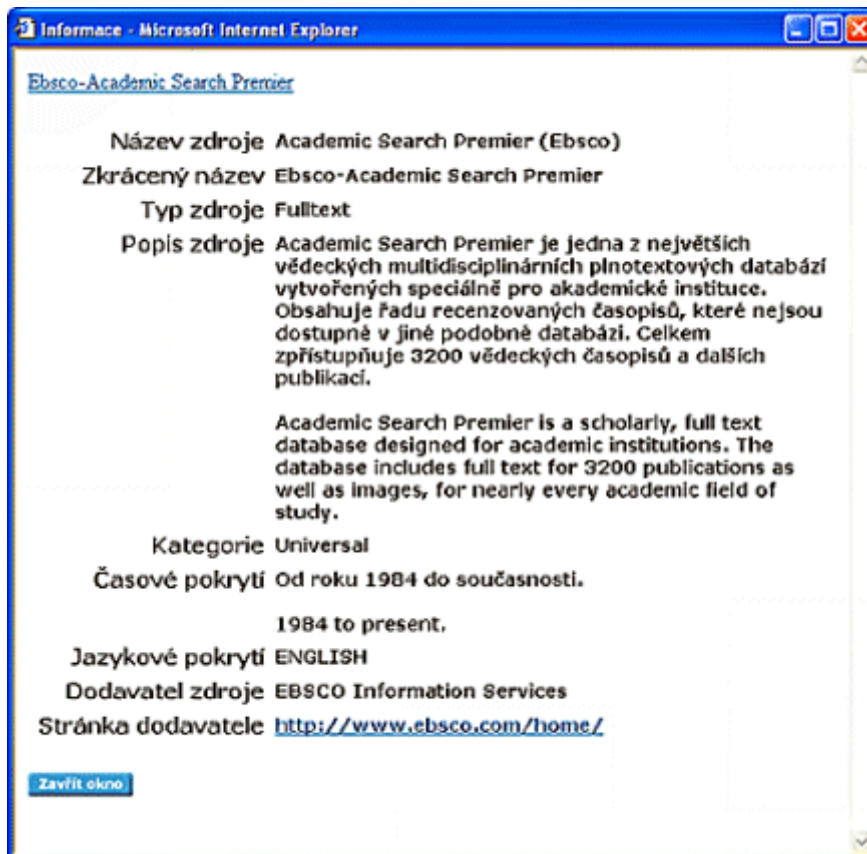 Informace - Microsoft Internet Explorer
Ebsco-Academic Search Premier
Název zdroje Academic Search Premier (Ebsco)
Zkrácený název Ebsco-Academic Search Premier
Typ zdroje Fulltext
Popis zdroje Academic Search Premier je jedna z největších
vědeckých multidisciplinárních plnotextových databází
vytvořených speciálně pro akademické instituce.
Obsahuje řadu recenzovaných časopisů, které nejsou
dostupné v jiné podobné databázi. Celkem
zpřístupňuje 3200 vědeckých časopisů a dalších
publikací.
Academic Search Premier is a scholarly, full text
database designed for academic institutions. The
database includes full text for 3200 publications as
well as images, for nearly every academic field of
study.
Kategorie Universal
Časové pokrytí Od roku 1984 do současnosti.
1984 to present.
Jazykové pokrytí ENGLISH
Dodavatel zdroje EBSCO Information Services
Stránka dodavatele http://www.ebsco.com/home/
Zavřít okno